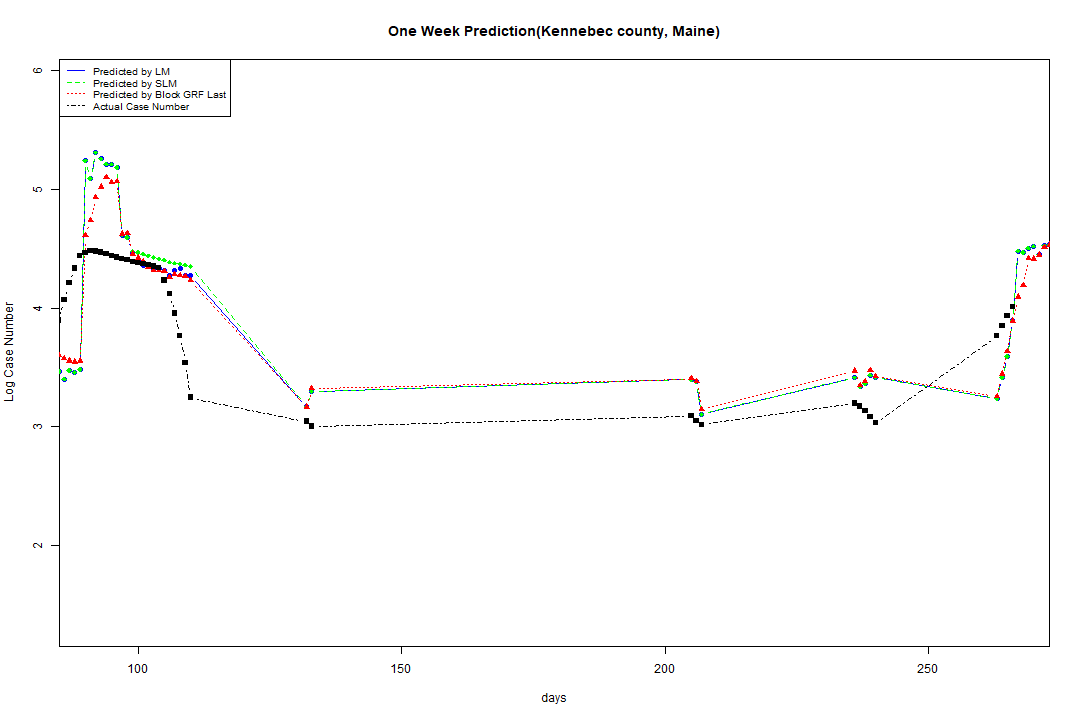 One Week Prediction(Kennebec county, Maine)
Predicted by LM
Predicted by SLM
Predicted by Block GRF Last
Actual Case Number
6
5
4
3
2
Log Case Number
100 150 200 250
days